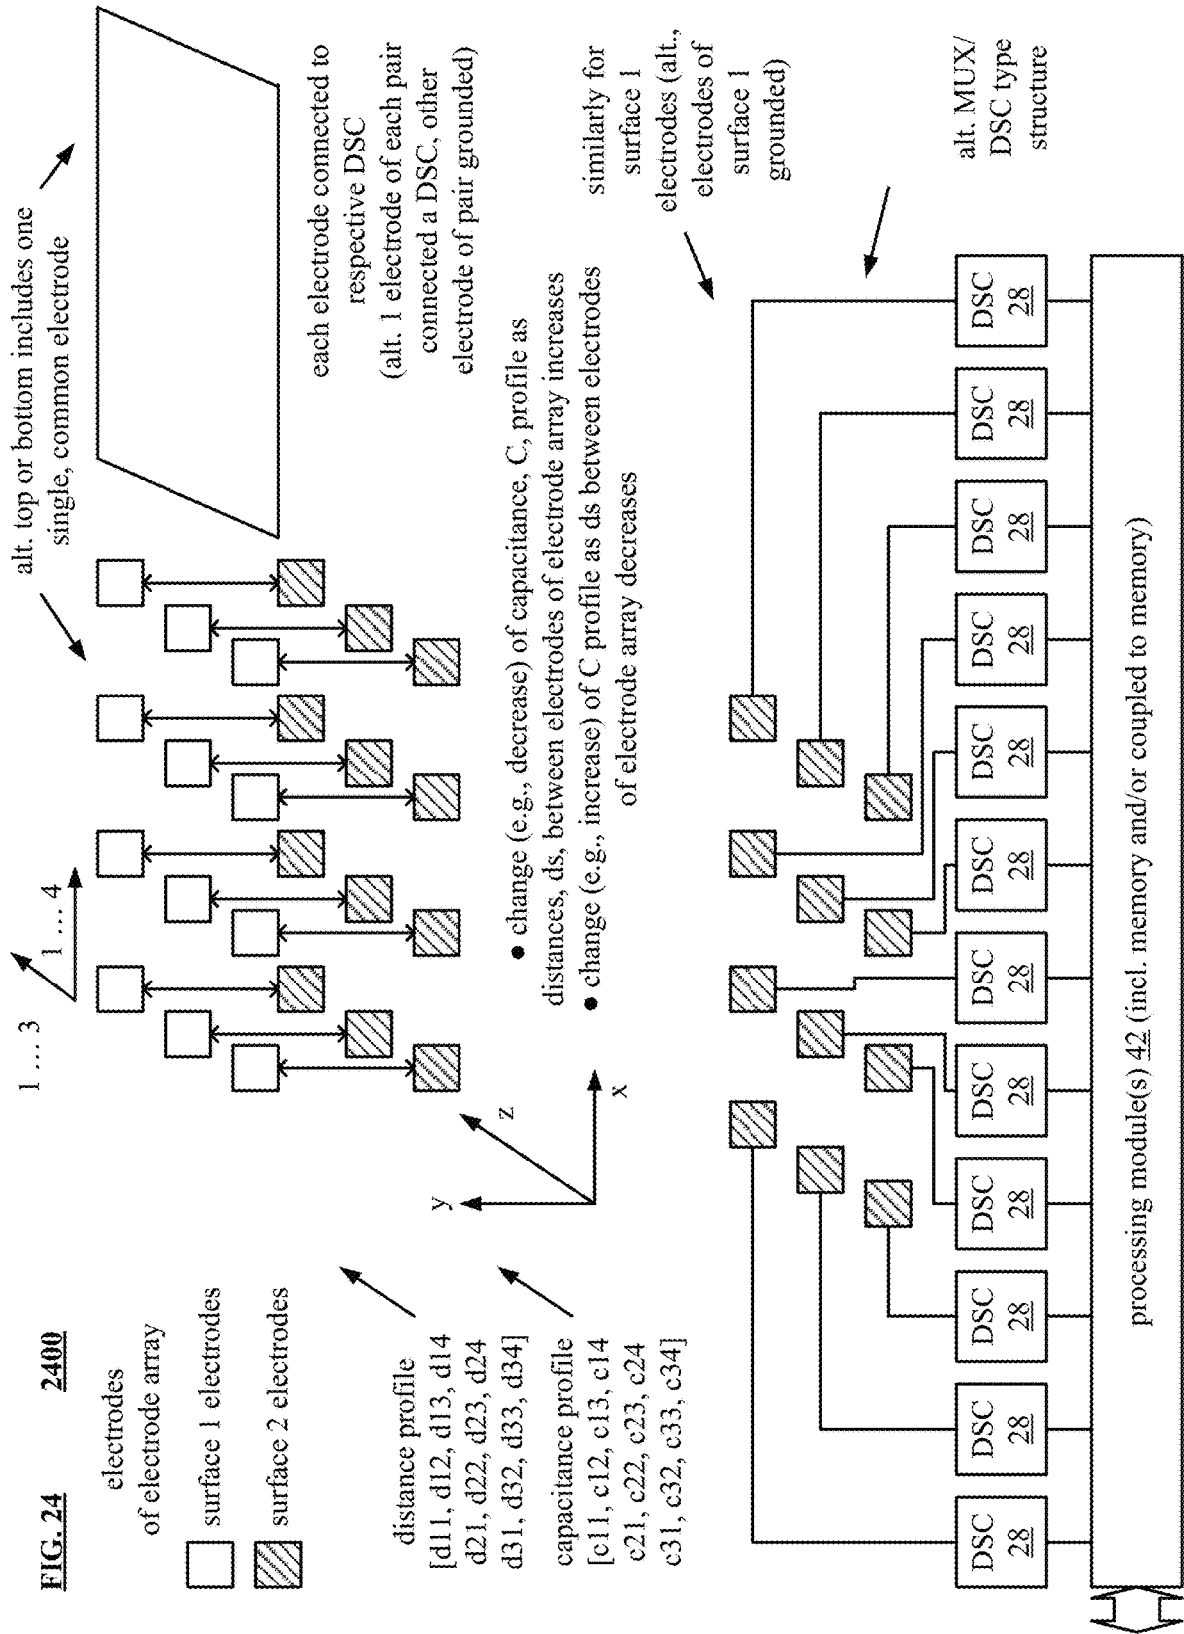 FIG. 24 2400
electrodes
of electrode array
surface 1 electrodes
surface 2 electrodes
distance profile
[d11, d12, d13, d14
d21, d22, d23, d24
d31, d32, d33, d34]
capacitance profile
[c11, c12, c13, c14
c21, c22, c23, c24
c31, c32, c33, c34]
y
z
x
1 ... 3
1 ... 4
alt. top or bottom includes one
single, common electrode
each electrode connected to
respective DSC
(alt. 1 electrode of each pair
connected a DSC, other
electrode of pair grounded)
● change (e.g., decrease) of capacitance, C, profile as
distances, ds, between electrodes of electrode array increases
● change (e.g., increase) of C profile as ds between electrodes
of electrode array decreases
similarly for
surface 1
electrodes (alt.,
electrodes of
surface 1
grounded)
alt. MUX/
DSC type
structure
DSC
28
DSC
28
DSC
28
DSC
28
DSC
28
DSC
28
DSC
28
DSC
28
DSC
28
DSC
28
DSC
28
DSC
28
processing module(s) 42 (incl. memory and/or coupled to memory)